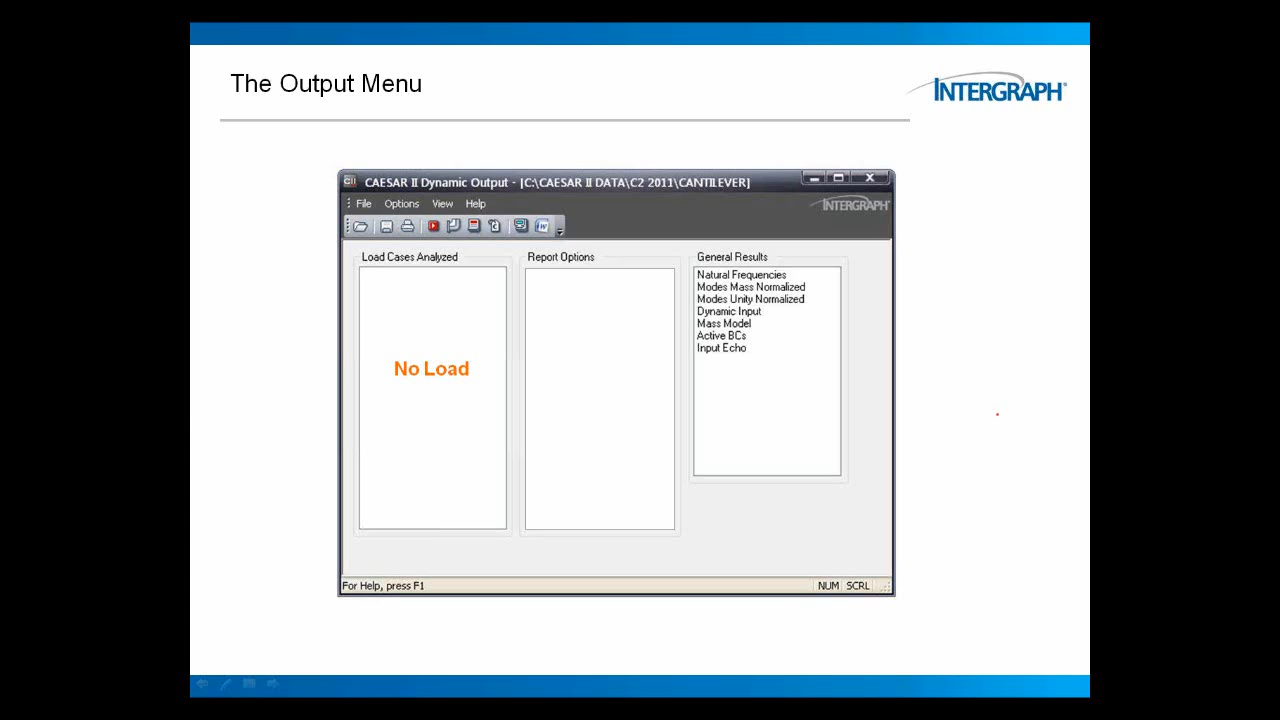 The Output Menu
INTERGRAPH®
CII CAESAR II Dynamic Output - [C:\CAESAR II DATA\C2 2011\CANTILEVER]
File Options View Help
INTERGRAPH
Load Cases Analyzed
Report Options
General Results
No Load
Natural Frequencies
Modes Mass Normalized
Modes Unity Normalized
Dynamic Input
Mass Model
Active BCs
Input Echo
For Help, press F1
NUM SCRL